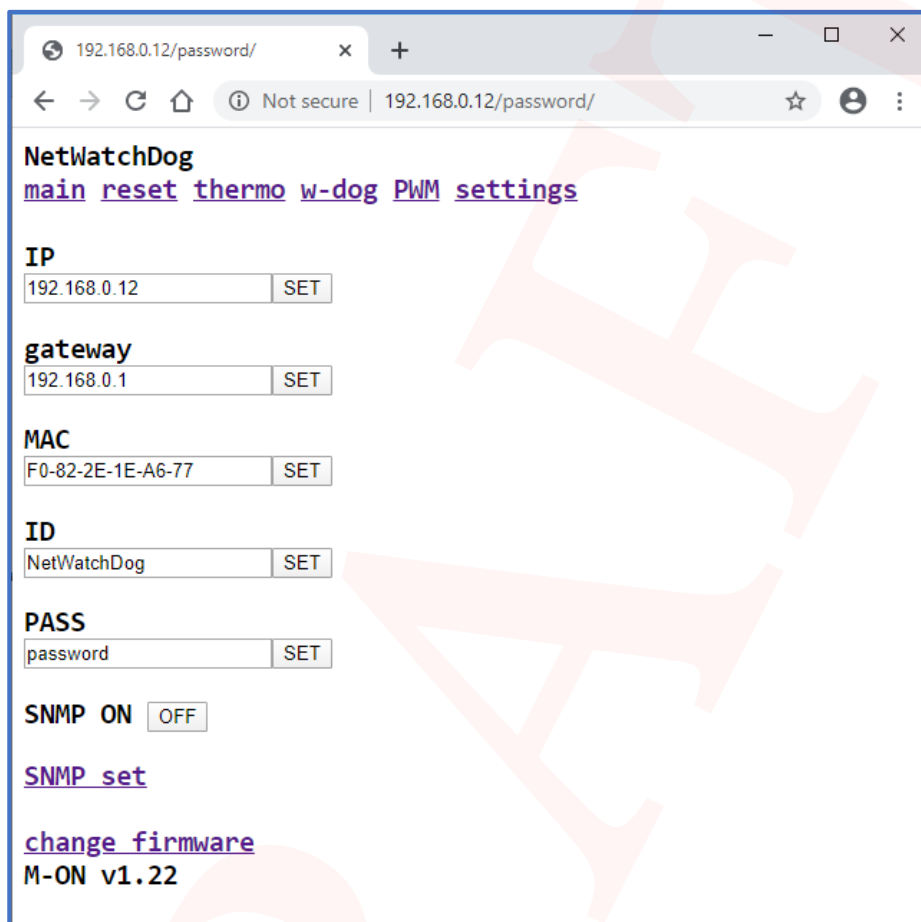 192.168.0.12/password/
Not secure | 192.168.0.12/password/
NetWatchDog
main reset thermo w-dog PWM settings
IP
192.168.0.12 SET
gateway
192.168.0.1 SET
MAC
F0-82-2E-1E-A6-77 SET
ID
NetWatchDog SET
PASS
password SET
SNMP ON OFF
SNMP set
change firmware
M-ON v1.22